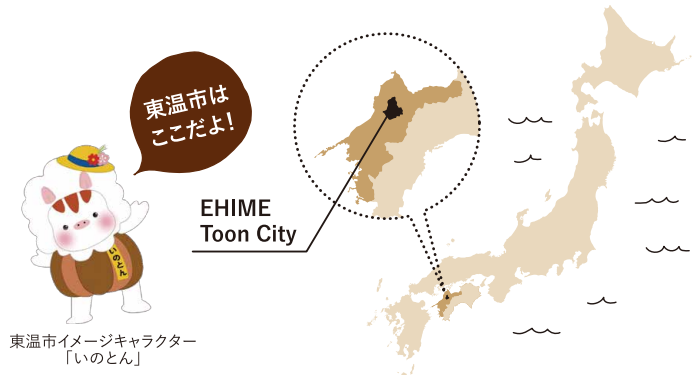 東温市は
ここだよ!
EHIME
Toon City
いのとん
東温市イメージキャラクター
「いのとん」